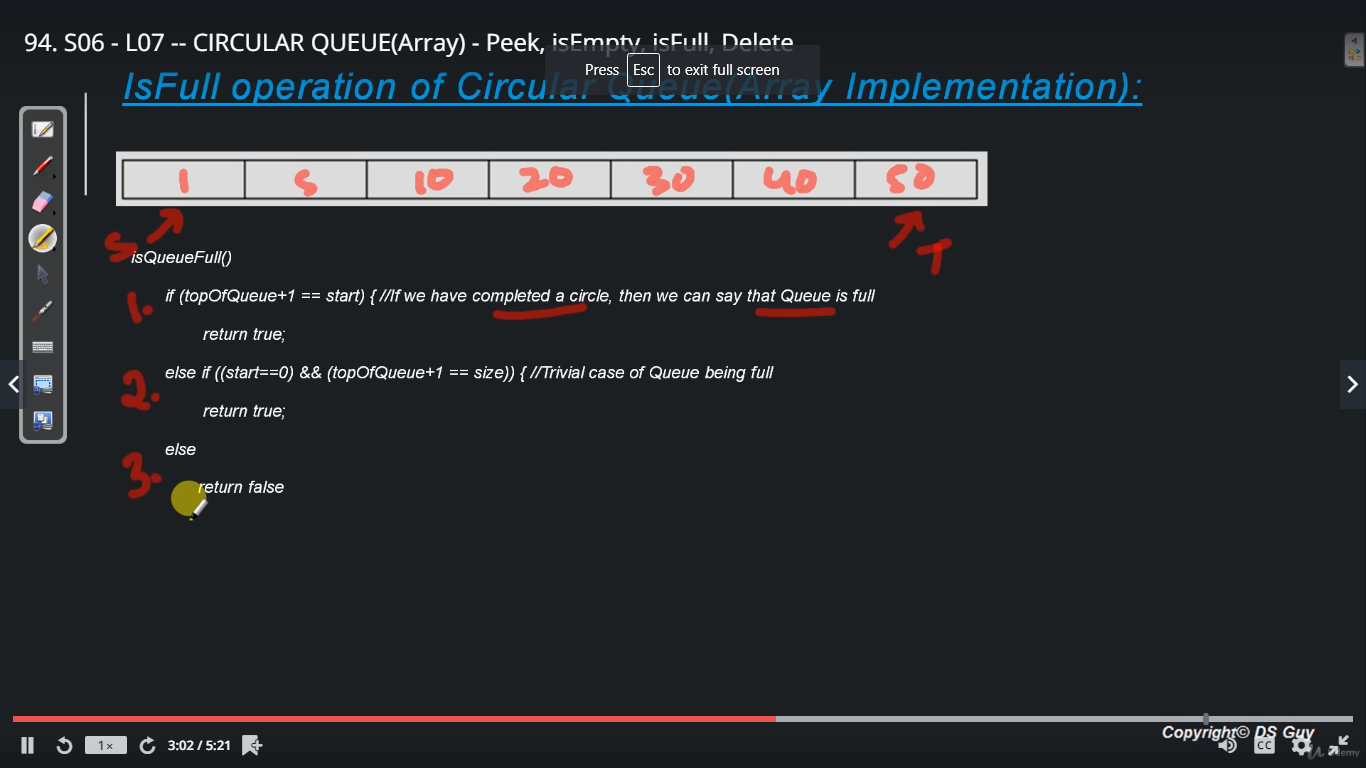 94. S06 - L07 -- CIRCULAR QUEUE(Array) - Peek, isEmpty, isFull, Delete
Press Esc to exit full screen
IsFull operation of Circular Queue(Array Implementation):
1 5 10 20 30 40 50
S T
isQueueFull()
1. if (topOfQueue+1 == start) { //If we have completed a circle, then we can say that Queue is full
return true;
2. else if ((start==0) && (topOfQueue+1 == size)) { //Trivial case of Queue being full
return true;
3. else
return false
Copyright© DS Guy
1x 3:02 / 5:21 CC